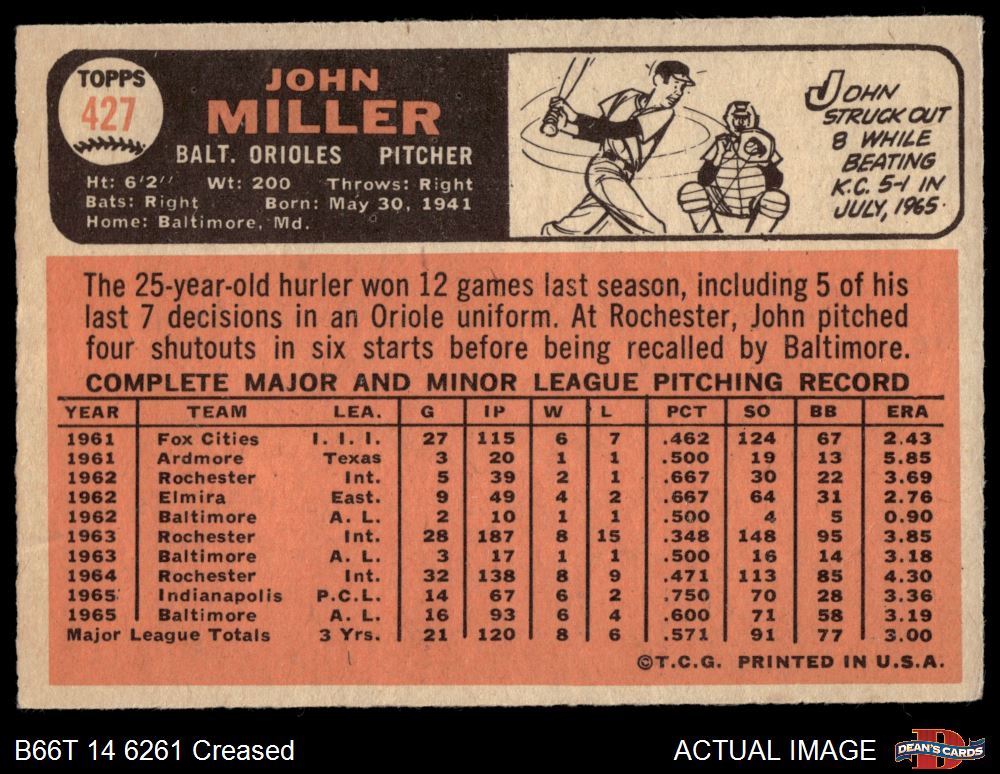 TOPPS
427
JOHN
MILLER
BALT. ORIOLES PITCHER
Ht: 6'2" Wt: 200 Throws: Right
Bats: Right Born: May 30, 1941
Home: Baltimore, Md.
JOHN
STRUCK OUT
8 WHILE
BEATING
K.C. 5-1 IN
JULY, 1965.
The 25-year-old hurler won 12 games last season, including 5 of his
last 7 decisions in an Oriole uniform. At Rochester, John pitched
four shutouts in six starts before being recalled by Baltimore.
COMPLETE MAJOR AND MINOR LEAGUE PITCHING RECORD
YEAR TEAM LEA. G IP W L PCT SO BB ERA
1961 Fox Cities I. I. I. 27 115 6 7 .462 124 67 2.43
1961 Ardmore Texas 3 20 1 1 .500 19 13 5.85
1962 Rochester Int. 5 39 2 1 .667 30 22 3.69
1962 Elmira East. 9 49 4 2 .667 64 31 2.76
1962 Baltimore A. L. 2 10 1 1 .500 4 5 0.90
1963 Rochester Int. 28 187 8 15 .348 148 95 3.85
1963 Baltimore A. L. 3 17 1 1 .500 16 14 3.18
1964 Rochester Int. 32 138 8 9 .471 113 85 4.30
1965 Indianapolis P.C.L. 14 67 6 2 .750 70 28 3.36
1965 Baltimore A. L. 16 93 6 4 .600 71 58 3.19
Major League Totals 3 Yrs. 21 120 8 6 .571 91 77 3.00
©T.C.G. PRINTED IN U.S.A.
B66T 14 6261 Creased
ACTUAL IMAGE
DEAN'S CARDS